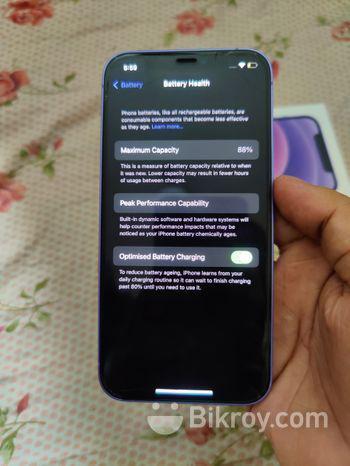 5:59
Battery
Battery Health
Phone batteries, like all rechargeable batteries, are
consumable components that become less effective
as they age. Learn more...
Maximum Capacity 86%
This is a measure of battery capacity relative to when
it was new. Lower capacity may result in fewer hours
of usage between charges.
Peak Performance Capability
Built-in dynamic software and hardware systems will
help counter performance impacts that may be
noticed as your iPhone battery chemically ages.
Optimised Battery Charging
To reduce battery ageing, iPhone learns from your
daily charging routine so it can wait to finish charging
past 80% until you need to use it.
Bikroy.com